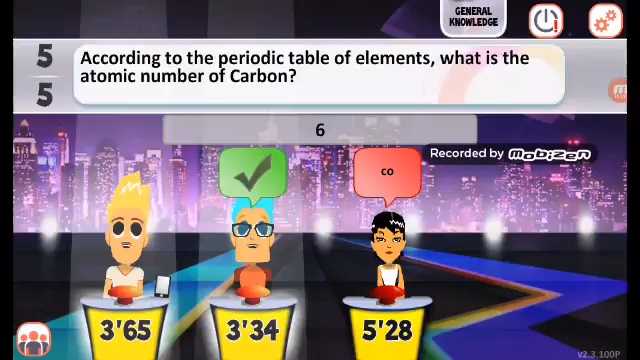 GENERAL
KNOWLEDGE
5
5
According to the periodic table of elements, what is the
atomic number of Carbon?
6
Recorded by MOBIZEN
co
3'65
3'34
5'28
v2.3.100P